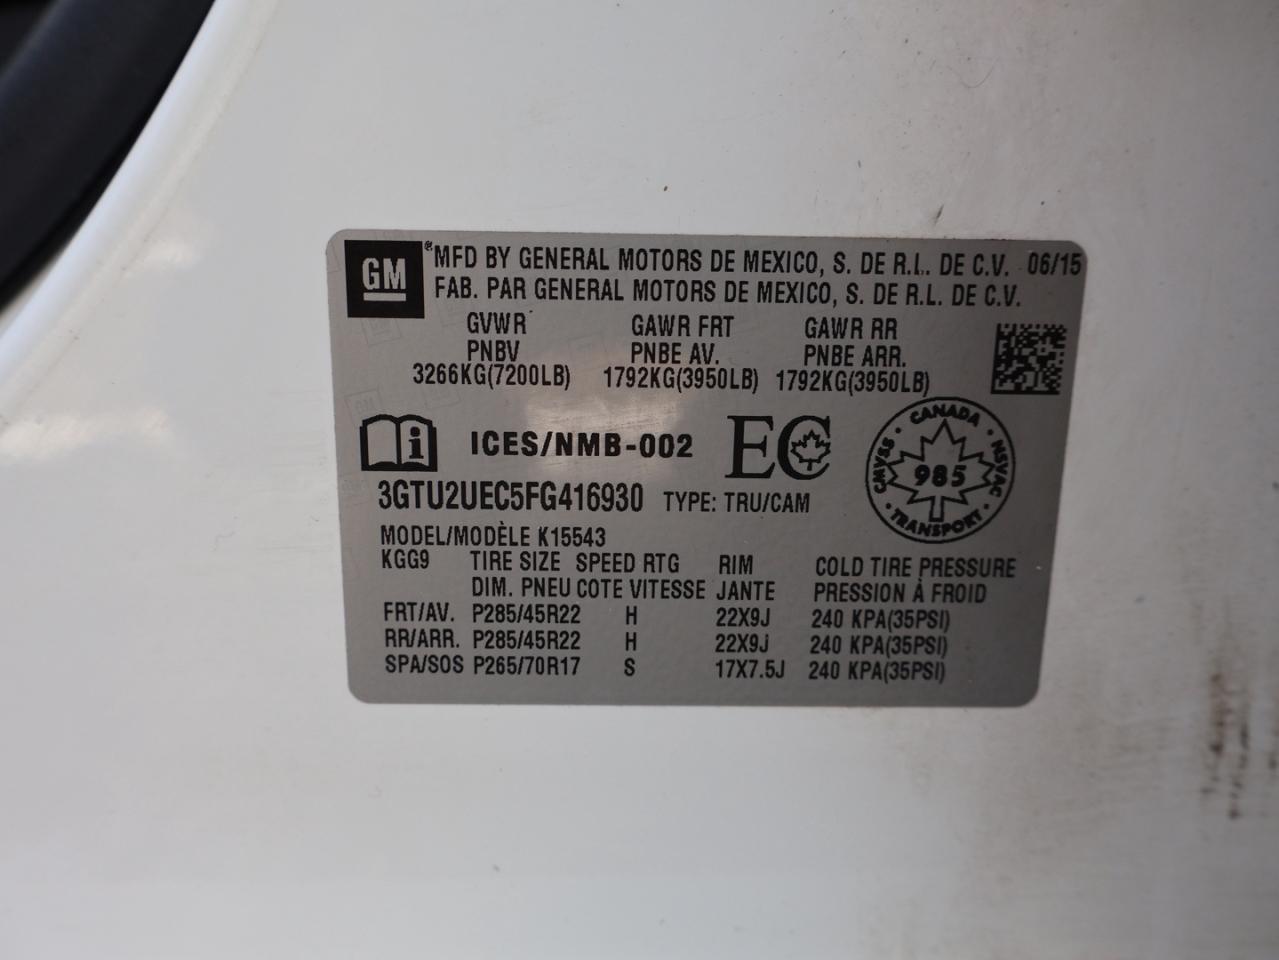 GM ® MFD BY GENERAL MOTORS DE MEXICO, S. DE R.L. DE C.V. 06/15
FAB. PAR GENERAL MOTORS DE MEXICO, S. DE R.L. DE C.V.
GVWR GAWR FRT GAWR RR
PNBV PNBE AV. PNBE ARR.
3266KG(7200LB) 1792KG(3950LB) 1792KG(3950LB)
i ICES/NMB-002 EC
CANADA
CMVSS 985 NSVAC
TRANSPORT
3GTU2UEC5FG416930 TYPE: TRU/CAM
MODEL/MODÈLE K15543
KGG9 TIRE SIZE SPEED RTG RIM COLD TIRE PRESSURE
DIM. PNEU COTE VITESSE JANTE PRESSION À FROID
FRT/AV. P285/45R22 H 22X9J 240 KPA(35PSI)
RR/ARR. P285/45R22 H 22X9J 240 KPA(35PSI)
SPA/SOS P265/70R17 S 17X7.5J 240 KPA(35PSI)